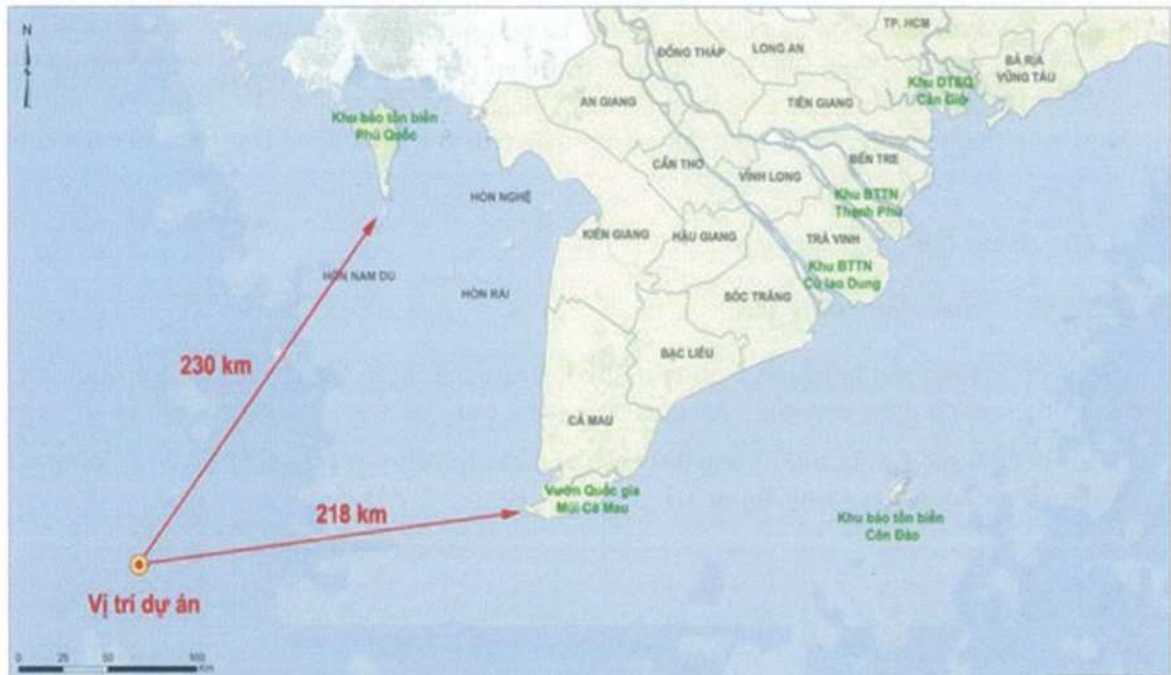 N
TP. HCM
ĐỒNG THÁP
LONG AN
BÀ RỊA
VŨNG TÀU
Khu DTSQ
Cần Giờ
AN GIANG
TIỀN GIANG
Khu bảo tồn biển
Phú Quốc
CẦN THƠ
BẾN TRE
VĨNH LONG
HÒN NGHỆ
Khu BTTN
Thạnh Phú
KIÊN GIANG
HẬU GIANG
TRÀ VINH
Khu BTTN
Cù lao Dung
HÒN NAM DU
HÒN RÁI
SÓC TRĂNG
BẠC LIÊU
230 km
CÀ MAU
Vườn Quốc gia
Mũi Cà Mau
218 km
Khu bảo tồn biển
Côn Đảo
Vị trí dự án
0 25 50 100
Km